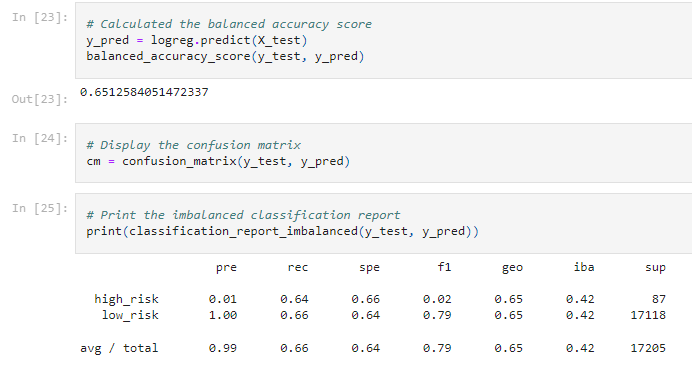 In [23]:
# Calculated the balanced accuracy score
y_pred = logreg.predict(X_test)
balanced_accuracy_score(y_test, y_pred)
Out[23]: 0.6512584051472337
In [24]:
# Display the confusion matrix
cm = confusion_matrix(y_test, y_pred)
In [25]:
# Print the imbalanced classification report
print(classification_report_imbalanced(y_test, y_pred))
pre rec spe f1 geo iba sup
high_risk 0.01 0.64 0.66 0.02 0.65 0.42 87
low_risk 1.00 0.66 0.64 0.79 0.65 0.42 17118
avg / total 0.99 0.66 0.64 0.79 0.65 0.42 17205